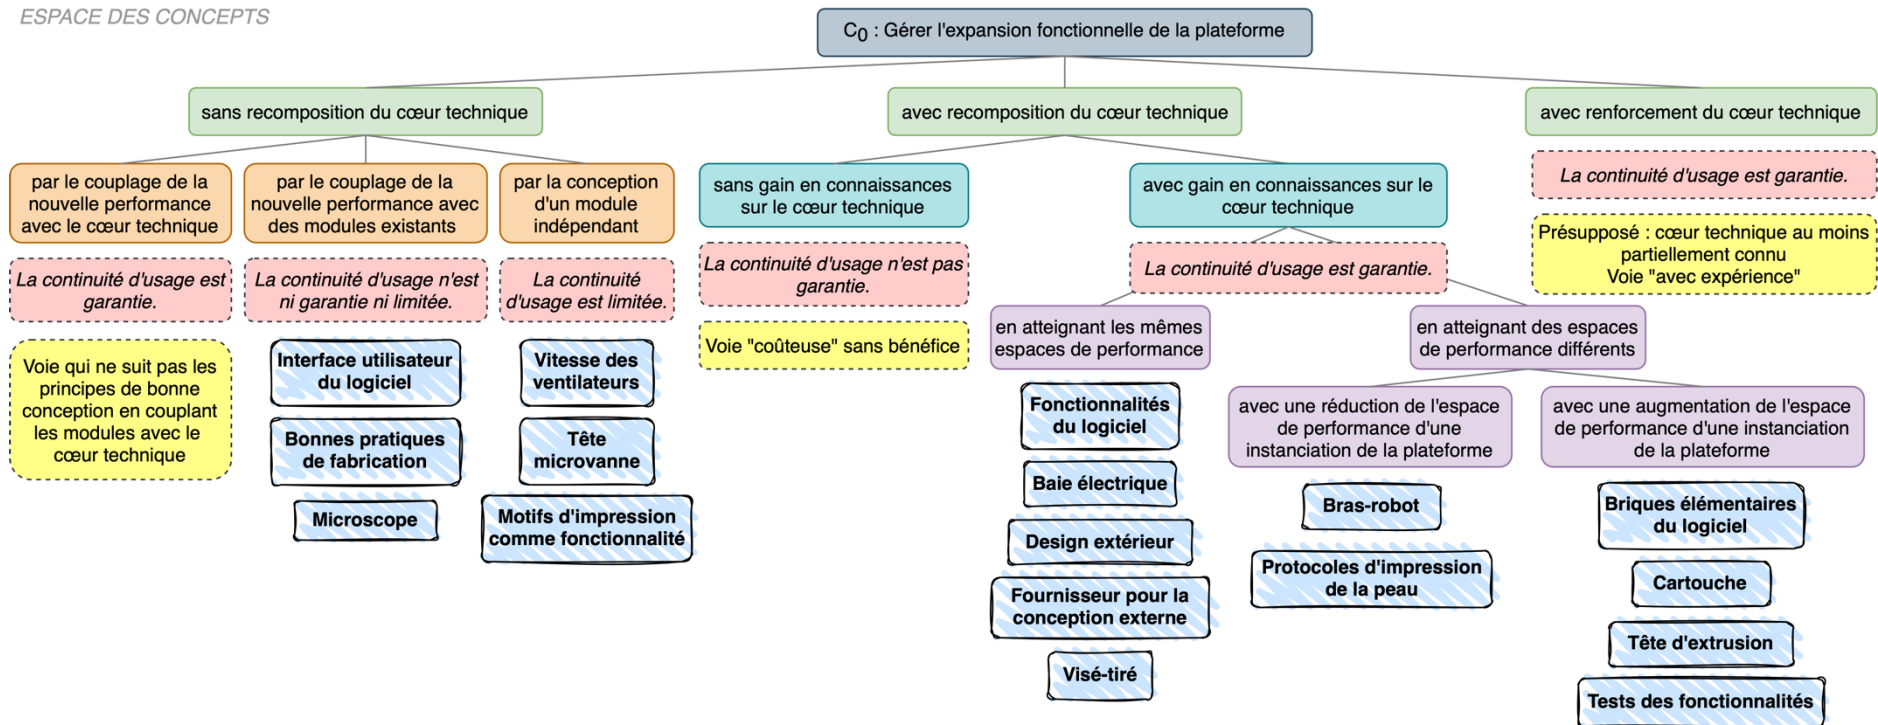 ESPACE DES CONCEPTS
C0 : Gérer l'expansion fonctionnelle de la plateforme
sans recomposition du cœur technique
avec recomposition du cœur technique
avec renforcement du cœur technique
par le couplage de la
nouvelle performance
avec le cœur technique
par le couplage de la
nouvelle performance avec
des modules existants
par la conception
d'un module
indépendant
sans gain en connaissances
sur le cœur technique
avec gain en connaissances sur le
cœur technique
La continuité d'usage est garantie.
Présupposé : cœur technique au moins
partiellement connu
Voie "avec expérience"
La continuité d'usage est
garantie.
La continuité d'usage n'est
ni garantie ni limitée.
La continuité
d'usage est limitée.
La continuité d'usage n'est pas
garantie.
La continuité d'usage est garantie.
Voie qui ne suit pas les
principes de bonne
conception en couplant
les modules avec le
cœur technique
Interface utilisateur
du logiciel
Bonnes pratiques
de fabrication
Microscope
Vitesse des
ventilateurs
Tête
microvanne
Motifs d'impression
comme fonctionnalité
Voie "coûteuse" sans bénéfice
en atteignant les mêmes
espaces de performance
en atteignant des espaces
de performance différents
Fonctionnalités
du logiciel
Baie électrique
Design extérieur
Fournisseur pour la
conception externe
Visé-tiré
avec une réduction de l'espace
de performance d'une
instanciation de la plateforme
avec une augmentation de l'espace
de performance d'une instanciation
de la plateforme
Bras-robot
Protocoles d'impression
de la peau
Briques élémentaires
du logiciel
Cartouche
Tête d'extrusion
Tests des fonctionnalités